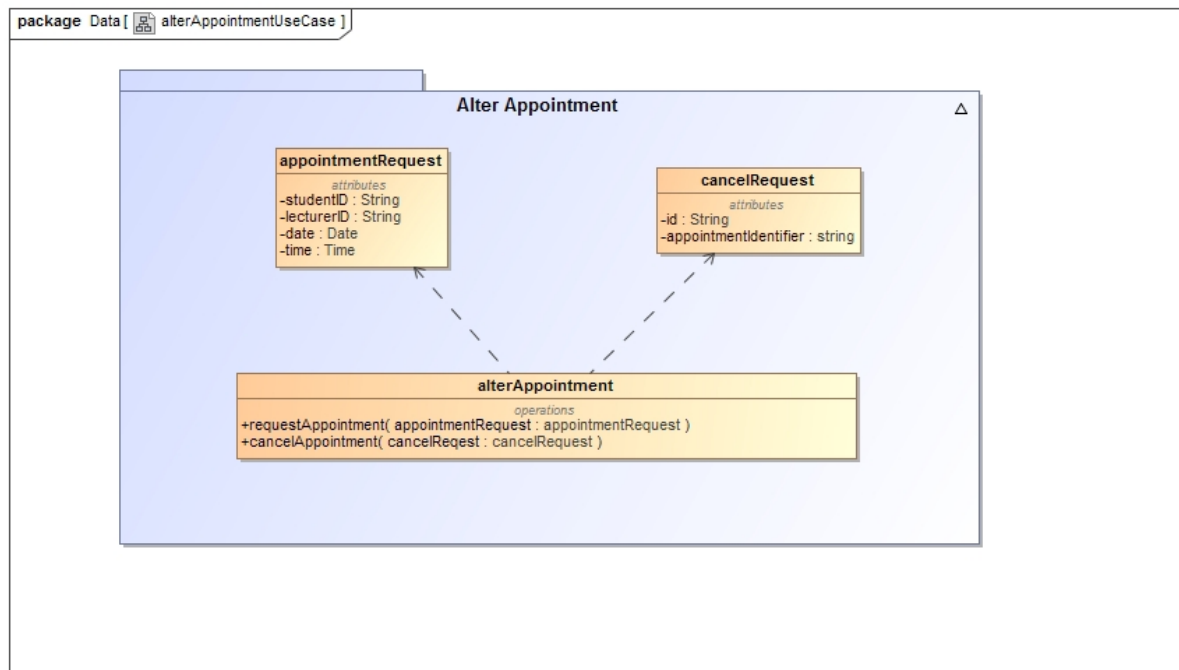 package Data [ alterAppointmentUseCase ]
Alter Appointment
appointmentRequest
attributes
-studentID : String
-lecturerID : String
-date : Date
-time : Time
cancelRequest
attributes
-id : String
-appointmentIdentifier : string
alterAppointment
operations
+requestAppointment( appointmentRequest : appointmentRequest )
+cancelAppointment( cancelReqest : cancelRequest )